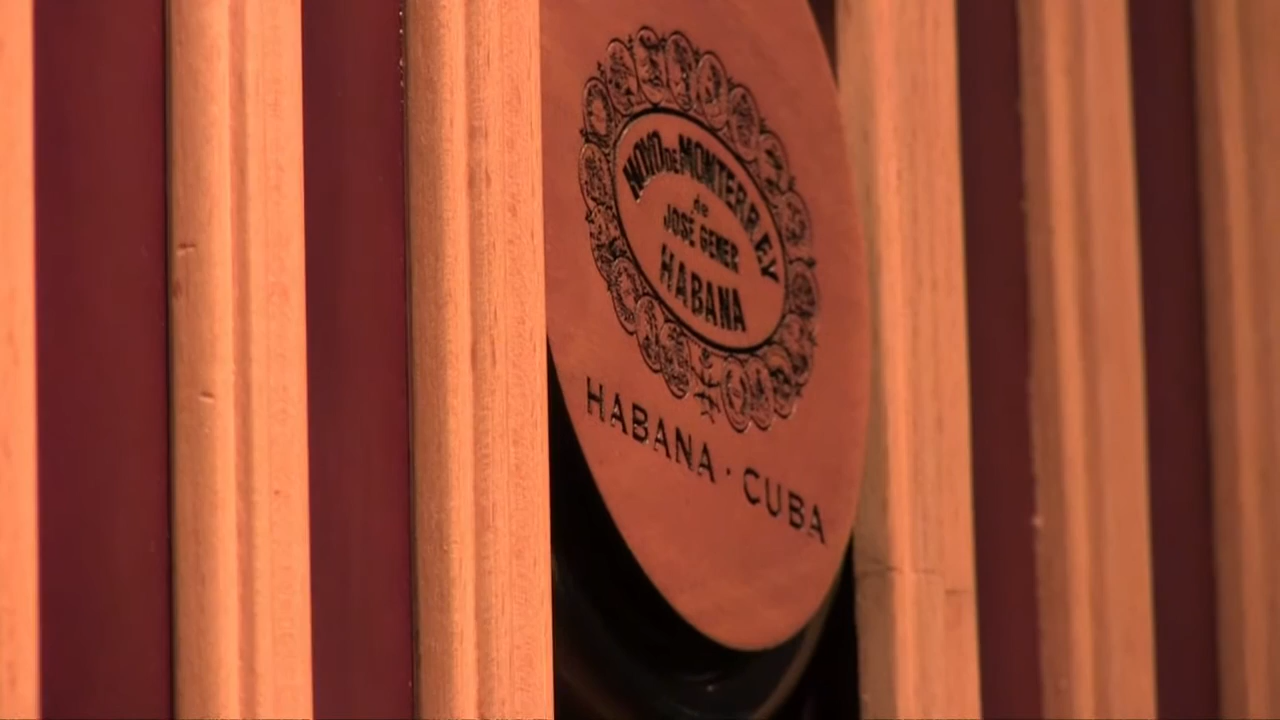 HOYO DE MONTERREY
de
JOSÉ GENER
HABANA
HABANA · CUBA